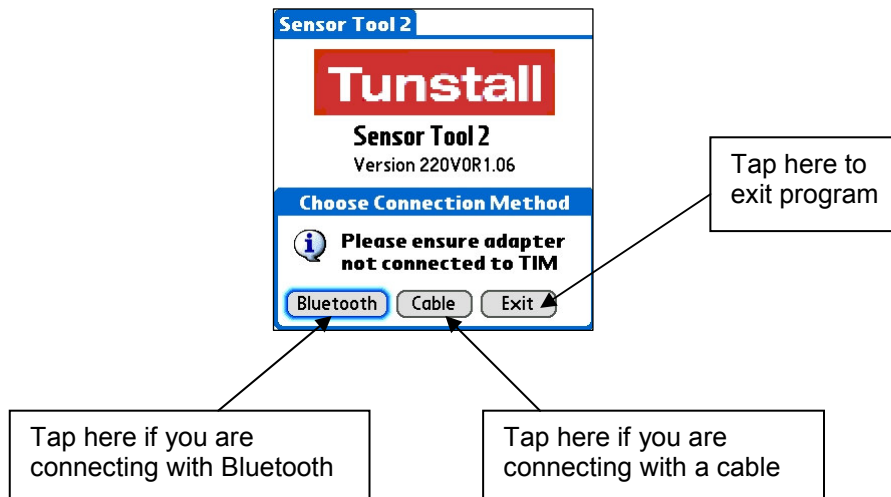 Sensor Tool 2
Tunstall
Sensor Tool 2
Version 220V0R1.06
Choose Connection Method
Please ensure adapter
not connected to TIM
Bluetooth Cable Exit
Tap here to
exit program
Tap here if you are
connecting with Bluetooth
Tap here if you are
connecting with a cable